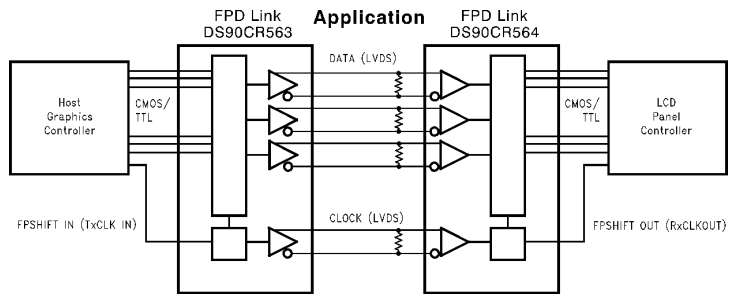 Application
FPD Link
DS90CR563
FPD Link
DS90CR564
DATA (LVDS)
Host
Graphics
Controller
CMOS/
TTL
CMOS/
TTL
LCD
Panel
Controller
CLOCK (LVDS)
FPSHIFT IN (TxCLK IN)
FPSHIFT OUT (RxCLKOUT)